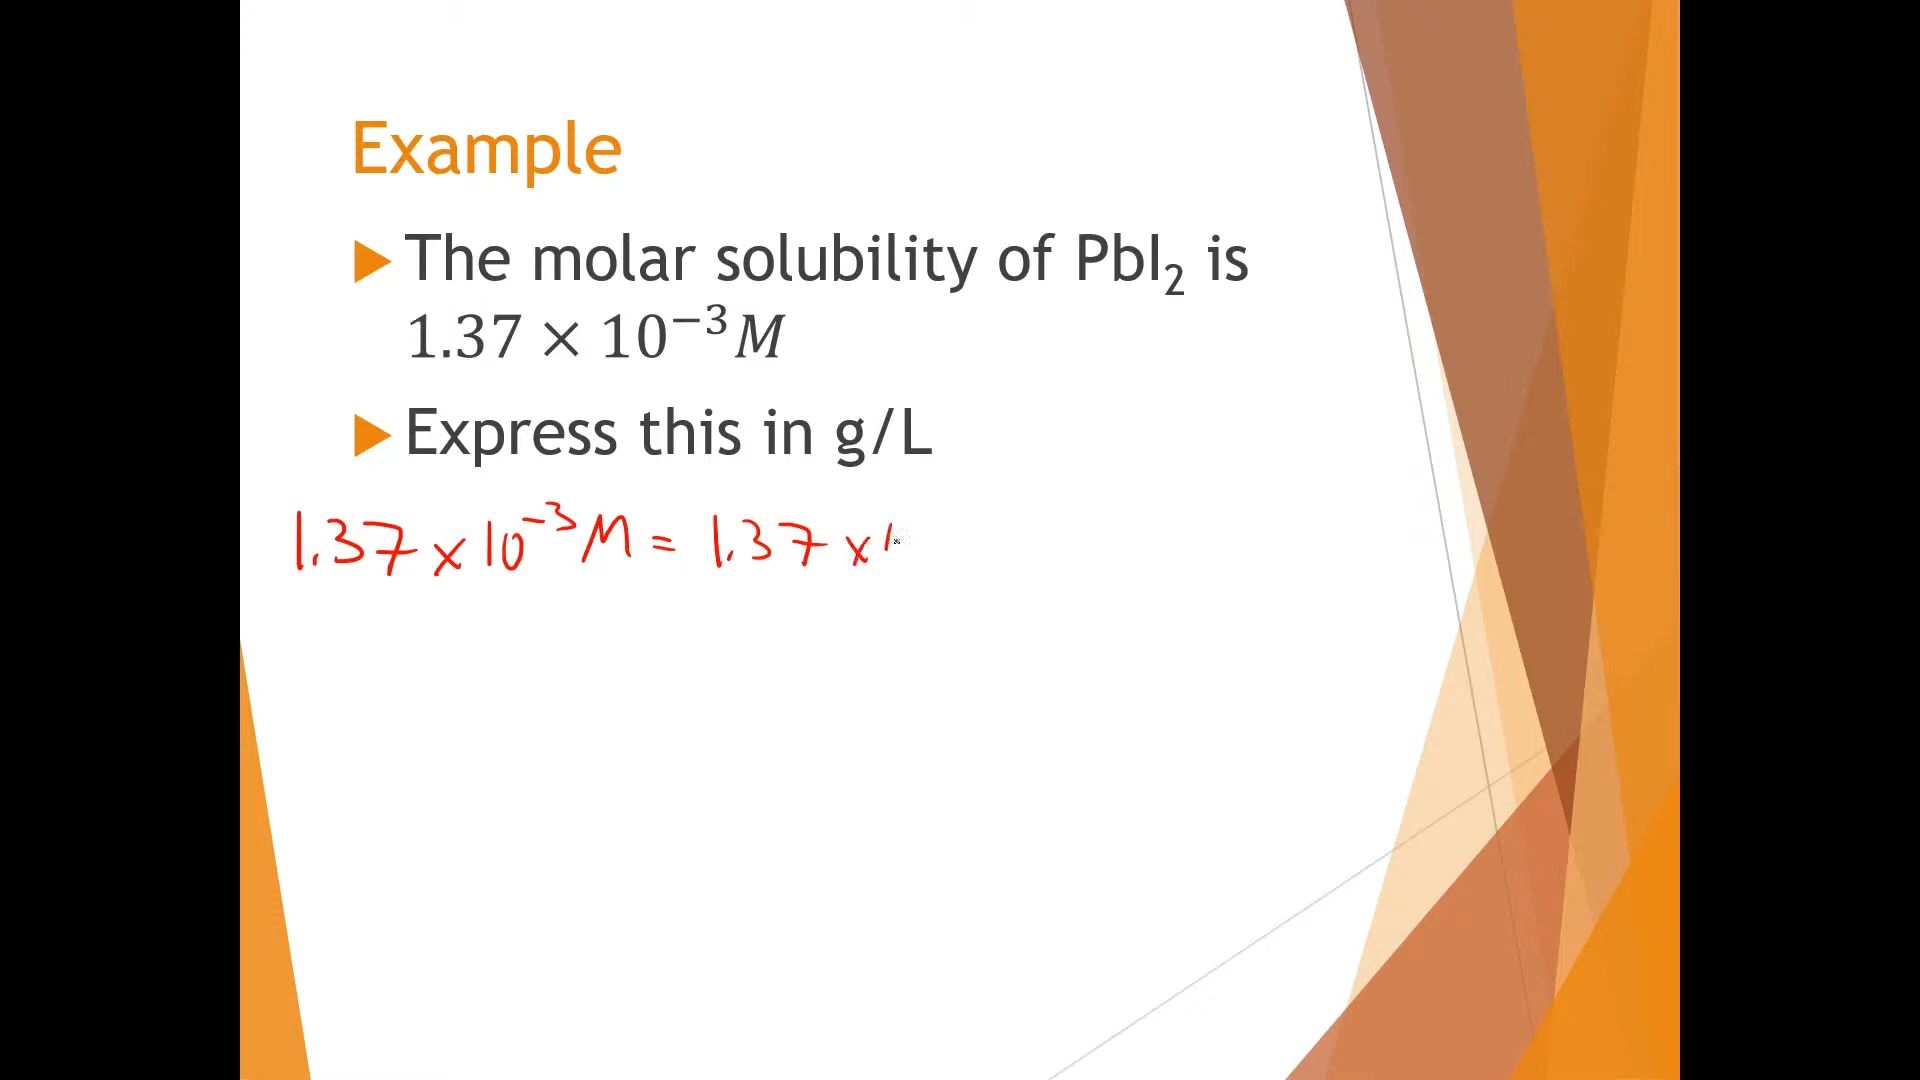 Example
The molar solubility of PbI₂ is
1.37 × 10⁻³ M
Express this in g/L
1.37 x 10⁻³ M = 1.37 x 1